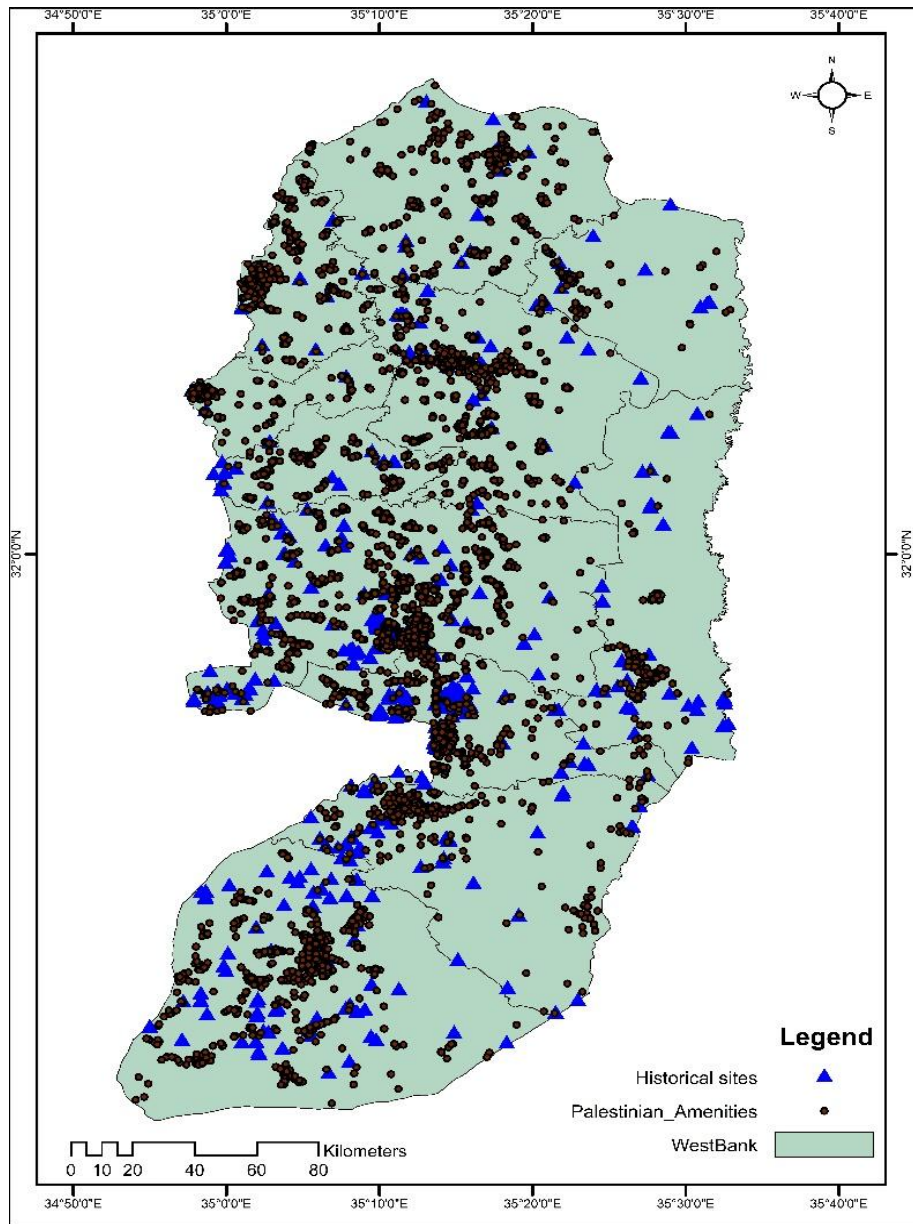 34°50'0"E 35°0'0"E 35°10'0"E 35°20'0"E 35°30'0"E 35°40'0"E
N
W E
S
32°0'0"N 32°0'0"N
Legend
Historical sites
Palestinian_Amenities
WestBank
Kilometers
0 10 20 40 60 80
34°50'0"E 35°0'0"E 35°10'0"E 35°20'0"E 35°30'0"E 35°40'0"E